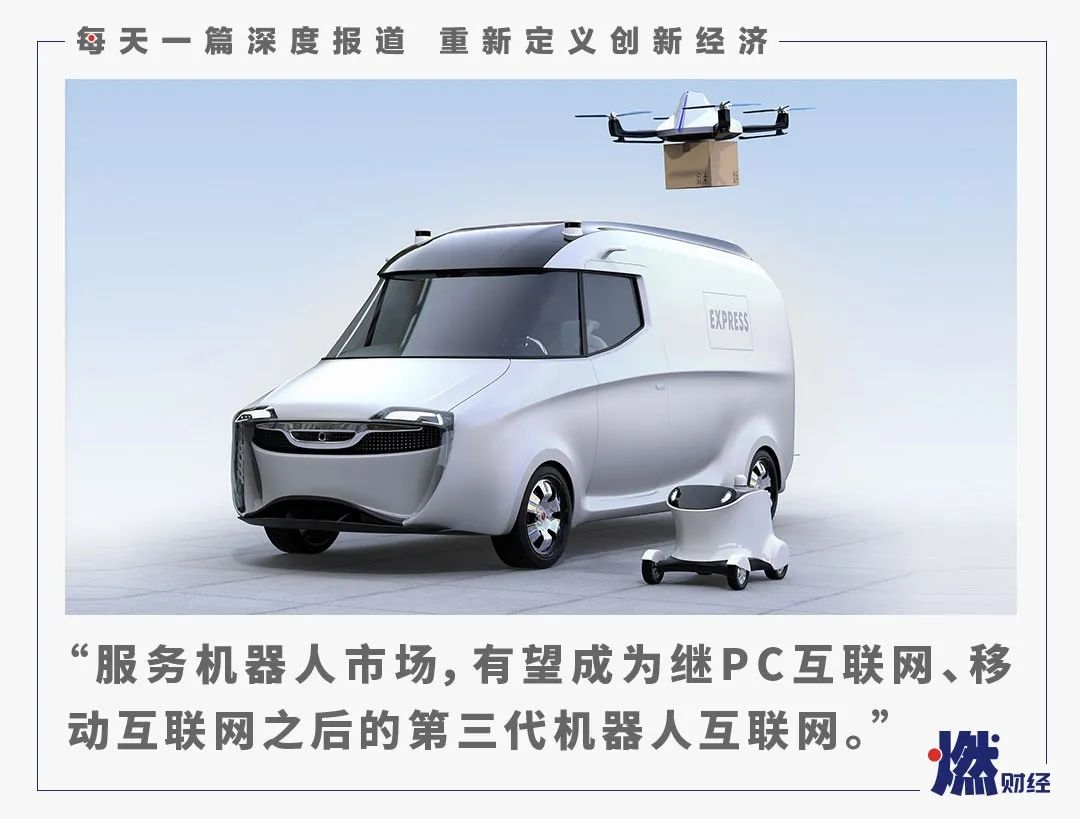 每天一篇深度报道 重新定义创新经济
EXPRESS
“服务机器人市场，有望成为继PC互联网、移
动互联网之后的第三代机器人互联网。”
燃财经